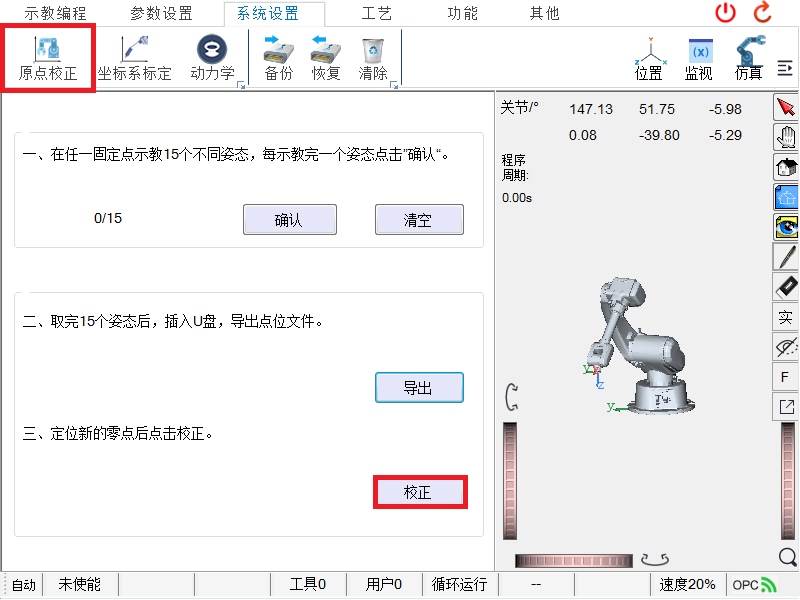 示教编程 参数设置 系统设置 工艺 功能 其他
原点校正 坐标系标定 动力学 备份 恢复 清除 位置 监视 仿真
一、在任一固定点示教15个不同姿态，每示教完一个姿态点击"确认“。
0/15 确认 清空
二、取完15个姿态后，插入U盘，导出点位文件。
导出
三、定位新的零点后点击校正。
校正
关节/° 147.13 51.75 -5.98
0.08 -39.80 -5.29
程序
周期:
0.00s
实
F
y
z
y
自动 未使能 工具0 用户0 循环运行 -- 速度20% OPC